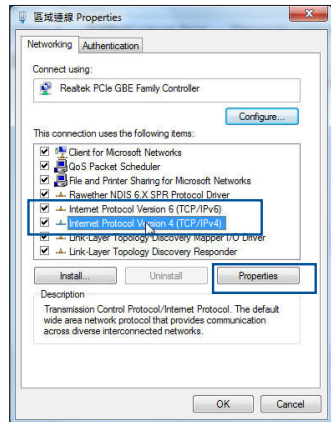 區域連線 Properties
Networking Authentication
Connect using:
Realtek PCIe GBE Family Controller
Configure...
This connection uses the following items:
Client for Microsoft Networks
QoS Packet Scheduler
File and Printer Sharing for Microsoft Networks
Rawether NDIS 6.X SPR Protocol Driver
Internet Protocol Version 6 (TCP/IPv6)
Internet Protocol Version 4 (TCP/IPv4)
Link-Layer Topology Discovery Mapper I/O Driver
Link-Layer Topology Discovery Responder
Install... Uninstall Properties
Description
Transmission Control Protocol/Internet Protocol. The default
wide area network protocol that provides communication
across diverse interconnected networks.
OK Cancel